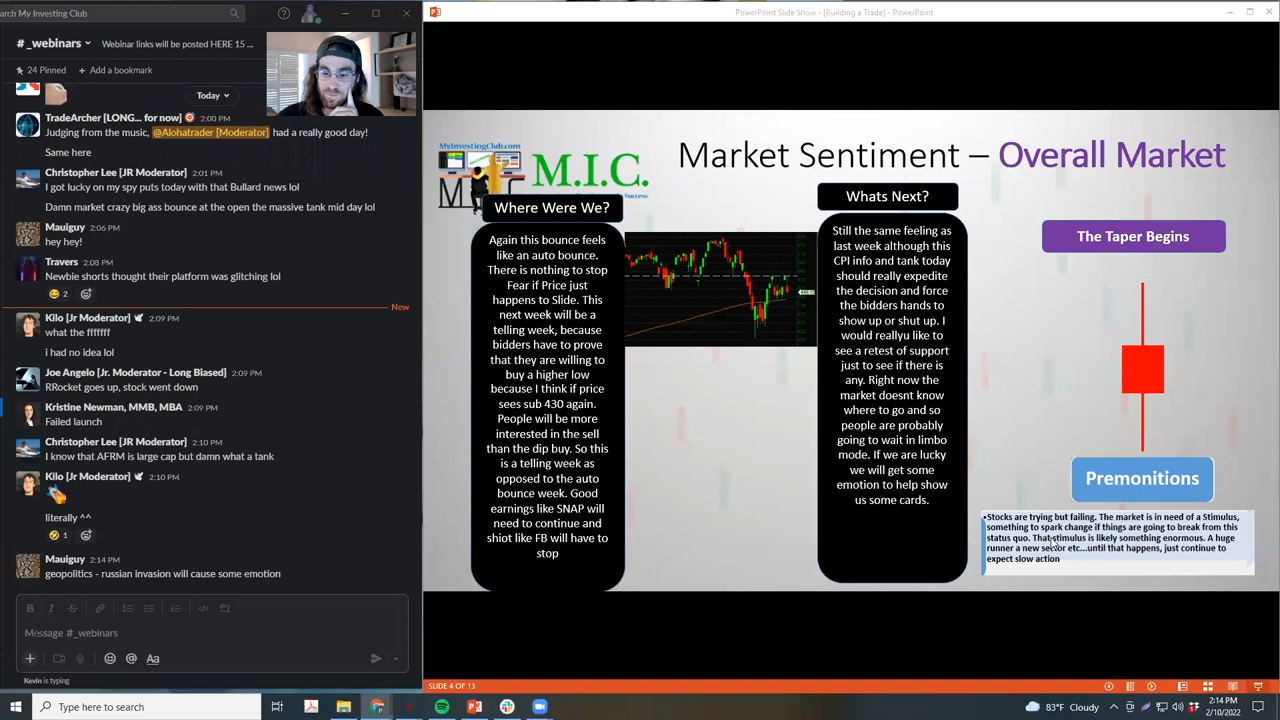 arch My Investing Club
# _webinars
Webinar links will be posted HERE 15 ...
24 Pinned
+ Add a bookmark
Today
TradeArcher [LONG... for now] 2:00 PM
Judging from the music, @Alohatrader [Moderator] had a really good day!
Same here
Christopher Lee [JR Moderator] 2:01 PM
I got lucky on my spy puts today with that Bullard news lol
Damn market crazy big ass bounce at the open the massive tank mid day lol
Mauiguy 2:06 PM
hey hey!
Travers 2:08 PM
Newbie shorts thought their platform was glitching lol
2
New
Kilo [Jr Moderator] 2:09 PM
what the ffffff
i had no idea lol
Joe Angelo [Jr. Moderator - Long Biased] 2:09 PM
RRocket goes up, stock went down
Kristine Newman, MMB, MBA 2:09 PM
Failed launch
Christopher Lee [JR Moderator] 2:10 PM
I know that AFRM is large cap but damn what a tank
Kilo [Jr Moderator] 2:10 PM
literally ^^
1
Mauiguy 2:14 PM
geopolitics - russian invasion will cause some emotion
Message #_webinars
Kevin is typing
PowerPoint Slide Show - [Building a Trade] - PowerPoint
MyInvestingClub.com
M.I.C.
Success.
Market Sentiment – Overall Market
Where Were We?
Again this bounce feels
like an auto bounce.
There is nothing to stop
Fear if Price just
happens to Slide. This
next week will be a
telling week, because
bidders have to prove
that they are willing to
buy a higher low
because I think if price
sees sub 430 again.
People will be more
interested in the sell
than the dip buy. So this
is a telling week as
opposed to the auto
bounce week. Good
earnings like SNAP will
need to continue and
shiot like FB will have to
stop
Whats Next?
Still the same feeling as
last week although this
CPI info and tank today
should really expedite
the decision and force
the bidders hands to
show up or shut up. I
would reallyu like to
see a retest of support
just to see if there is
any. Right now the
market doesnt know
where to go and so
people are probably
going to wait in limbo
mode. If we are lucky
we will get some
emotion to help show
us some cards.
The Taper Begins
Premonitions
•Stocks are trying but failing. The market is in need of a Stimulus,
something to spark change if things are going to break from this
status quo. That stimulus is likely something enormous. A huge
runner a new sector etc...until that happens, just continue to
expect slow action
SLIDE 4 OF 13
Type here to search
83°F Cloudy
2:14 PM
2/10/2022